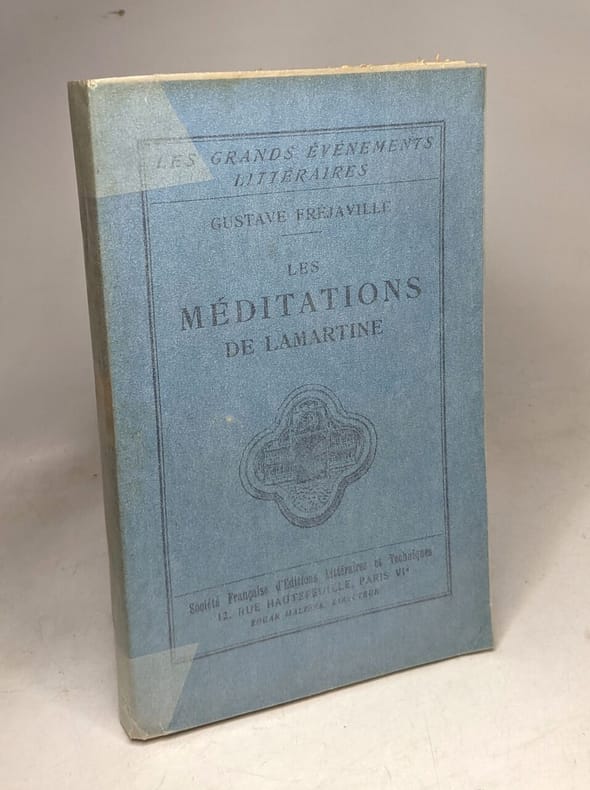 LES GRANDS ÉVÉNEMENTS
LITTÉRAIRES
GUSTAVE FRÉJAVILLE
LES
MÉDITATIONS
DE LAMARTINE
Société Française d'Editions Littéraires et Techniques
12, RUE HAUTEFEUILLE, PARIS VIe
EDGAR MALFÈRE, DIRECTEUR